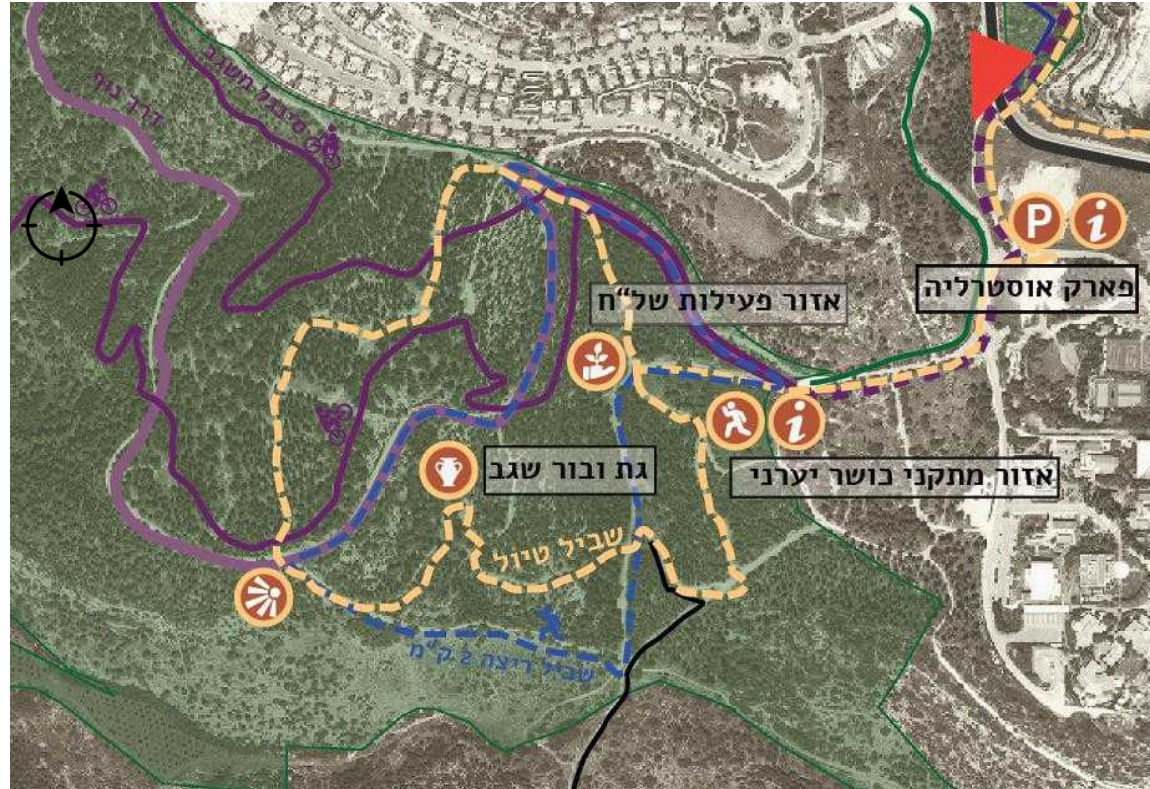 סינגל משגב
דרך נוף
P
i
פארק אוסטרליה
אזור פעילות של"ח
i
אזור מתקני כושר יערני
גת ובור שגב
שביל טיול
שביל ריצה 2 ק"מ